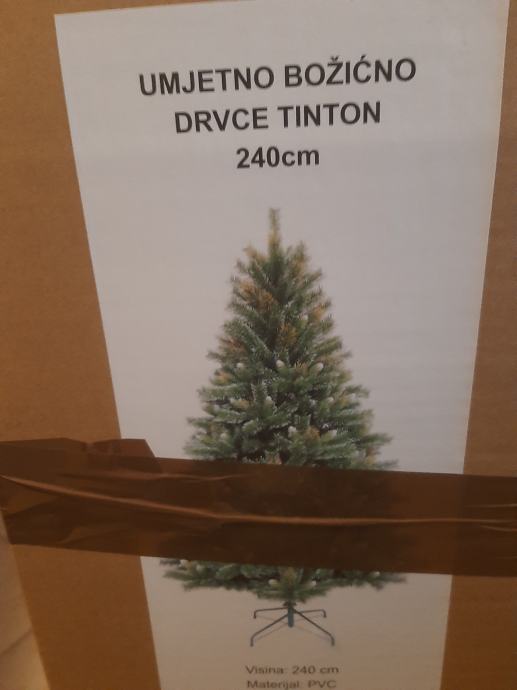 UMJETNO BOŽIĆNO
DRVCE TINTON
240cm
Visina: 240 cm
Materijal: PVC